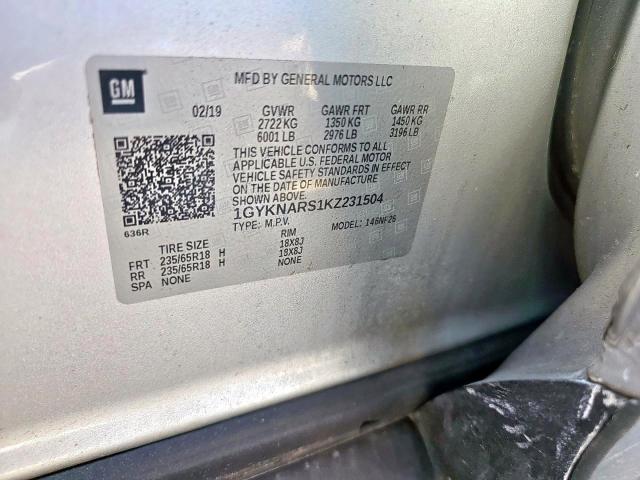 GM
MFD BY GENERAL MOTORS LLC
02/19 GVWR GAWR FRT GAWR RR
2722 KG 1350 KG 1450 KG
6001 LB 2976 LB 3196 LB
THIS VEHICLE CONFORMS TO ALL
APPLICABLE U.S. FEDERAL MOTOR
VEHICLE SAFETY STANDARDS IN EFFECT
ON THE DATE OF MANUFACTURE
SHOWN ABOVE.
1GYKNARS1KZ231504
636R TYPE: M.P.V. MODEL: 146NF26
TIRE SIZE RIM
FRT 235/65R18 H 18X8J
RR 235/65R18 H 18X8J
SPA NONE NONE